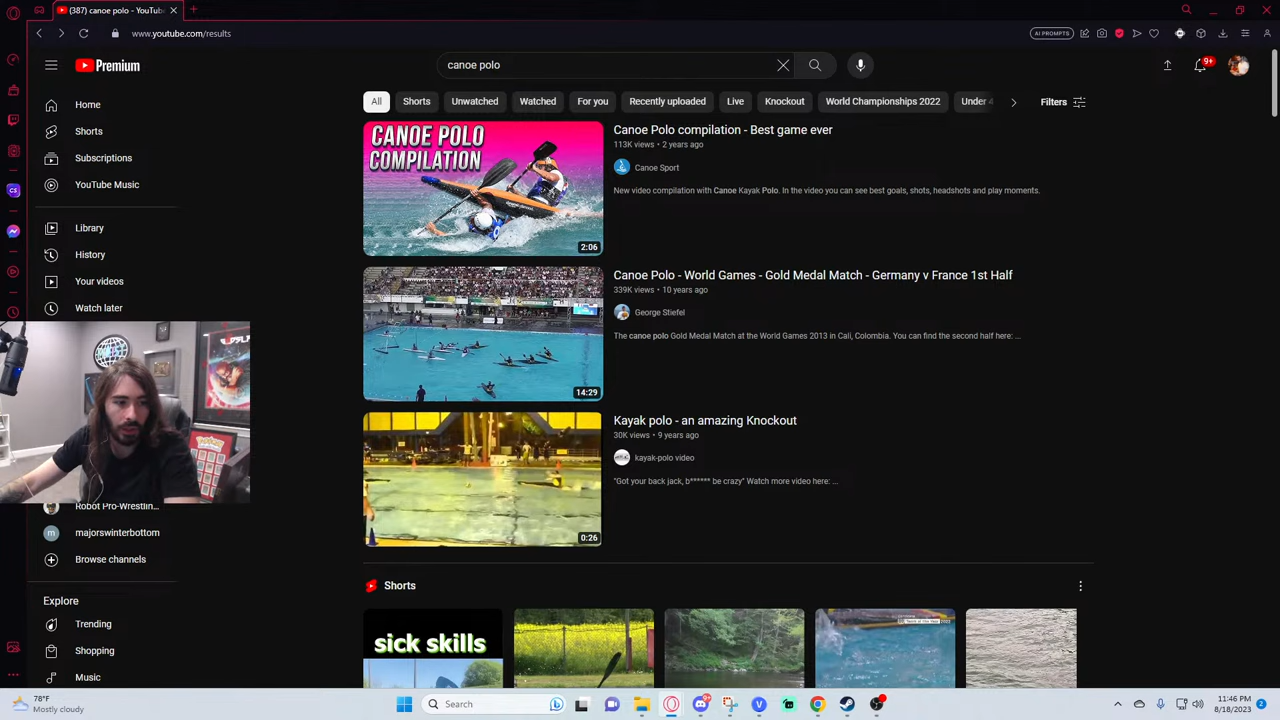 (387) canoe polo - YouTub
www.youtube.com/results
AI PROMPTS
Premium
canoe polo
9+
All
Shorts
Unwatched
Watched
For you
Recently uploaded
Live
Knockout
World Championships 2022
Under
Filters
Home
Shorts
Subscriptions
YouTube Music
Library
History
Your videos
Watch later
Robot Pro-Wrestlin...
m
majorswinterbottom
Browse channels
Explore
Trending
Shopping
Music
CANOE POLO
COMPILATION
2:06
Canoe Polo compilation - Best game ever
113K views • 2 years ago
Canoe Sport
New video compilation with Canoe Kayak Polo. In the video you can see best goals, shots, headshots and play moments.
14:29
Canoe Polo - World Games - Gold Medal Match - Germany v France 1st Half
339K views • 10 years ago
George Stiefel
The canoe polo Gold Medal Match at the World Games 2013 in Cali, Colombia. You can find the second half here: ...
0:26
Kayak polo - an amazing Knockout
30K views • 9 years ago
kayak-polo video
"Got your back jack, b****** be crazy" Watch more video here: ...
Shorts
sick skills
78°F
Mostly cloudy
Search
9+
11:46 PM
8/18/2023
2